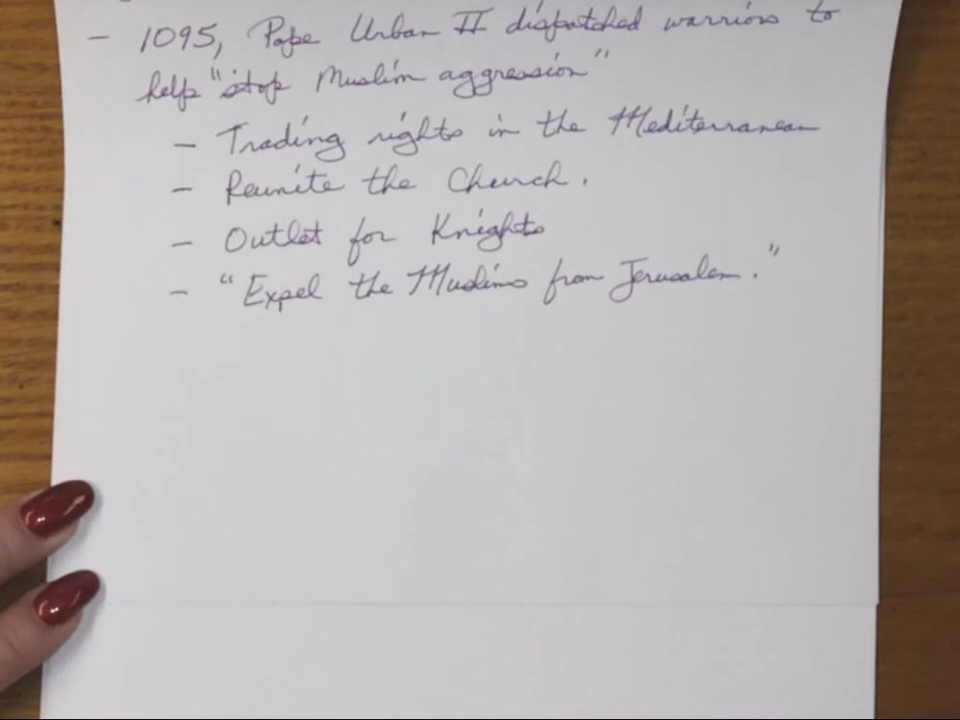 - 1095, Pope Urban II dispatched warriors to
help "stop Muslim aggression"
- Trading rights in the Mediterranean
- Reunite the Church.
- Outlet for Knights
- "Expel the Muslims from Jerusalem."